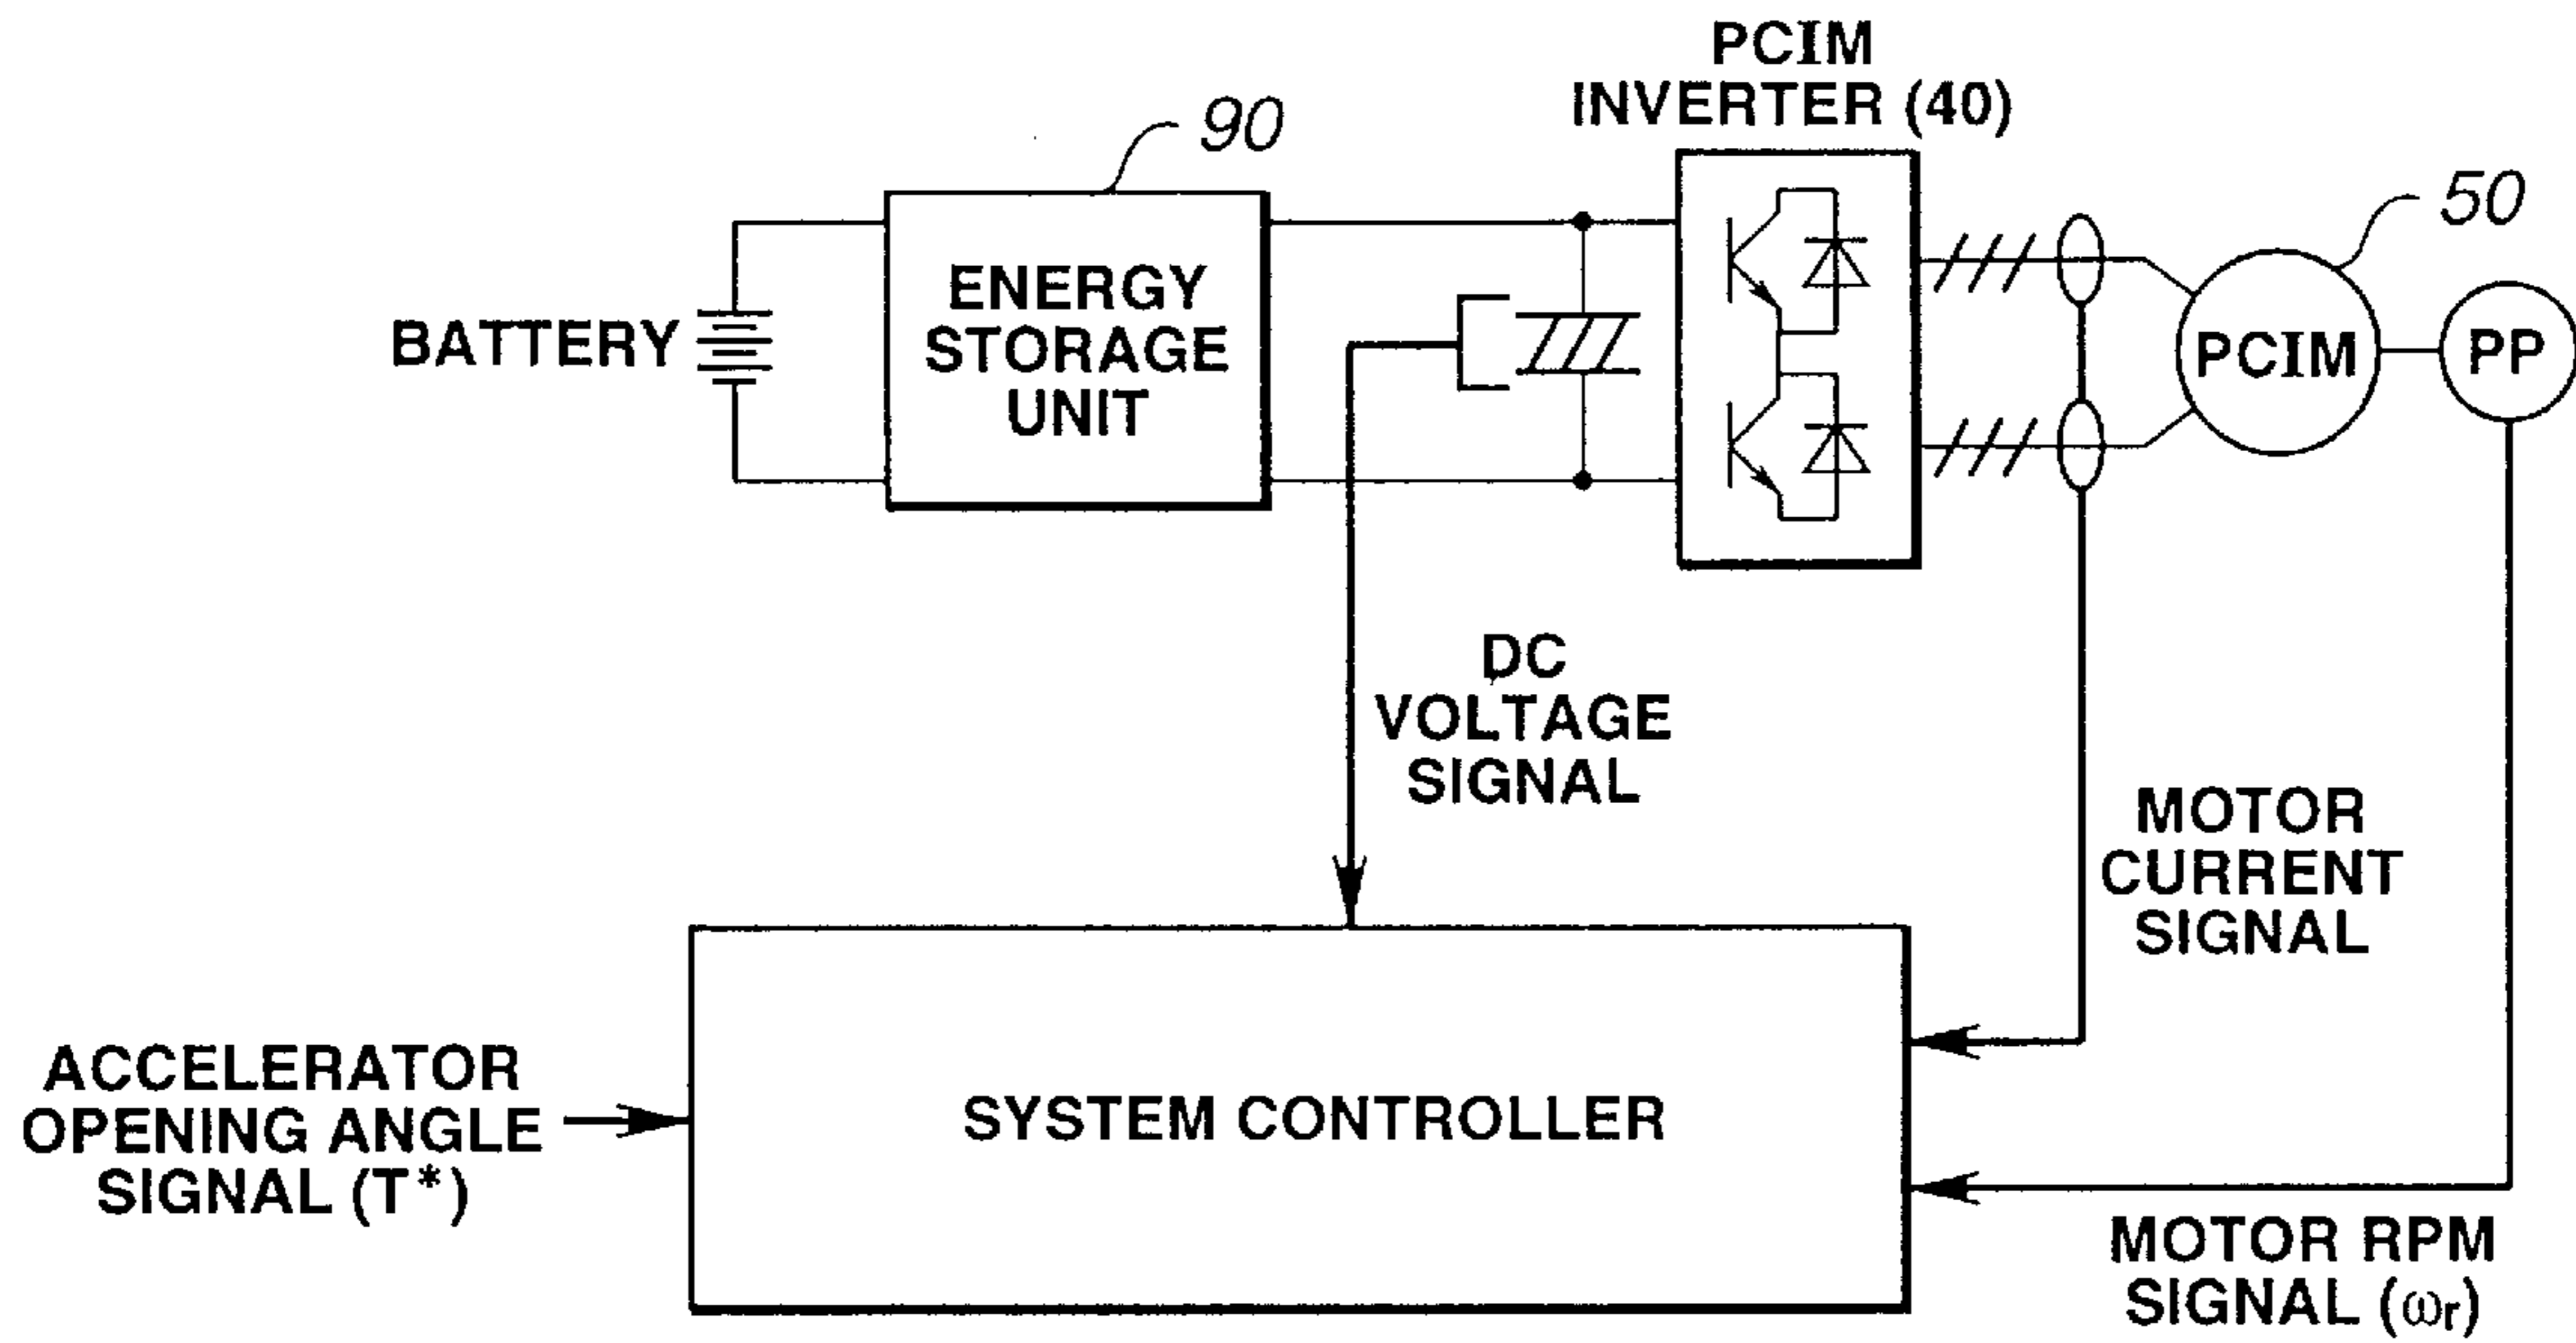 PCIM
INVERTER (40)
90
50
BATTERY
ENERGY
STORAGE
UNIT
PCIM
PP
DC
VOLTAGE
SIGNAL
MOTOR
CURRENT
SIGNAL
ACCELERATOR
OPENING ANGLE
SIGNAL (T*)
SYSTEM CONTROLLER
MOTOR RPM
SIGNAL (ωr)